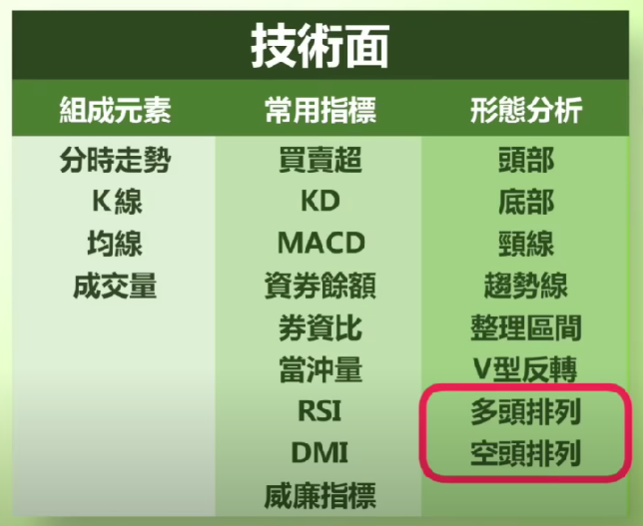 技術面
組成元素 常用指標 形態分析
分時走勢 買賣超 頭部
K線 KD 底部
均線 MACD 頸線
成交量 資券餘額 趨勢線
券資比 整理區間
當沖量 V型反轉
RSI 多頭排列
DMI 空頭排列
威廉指標